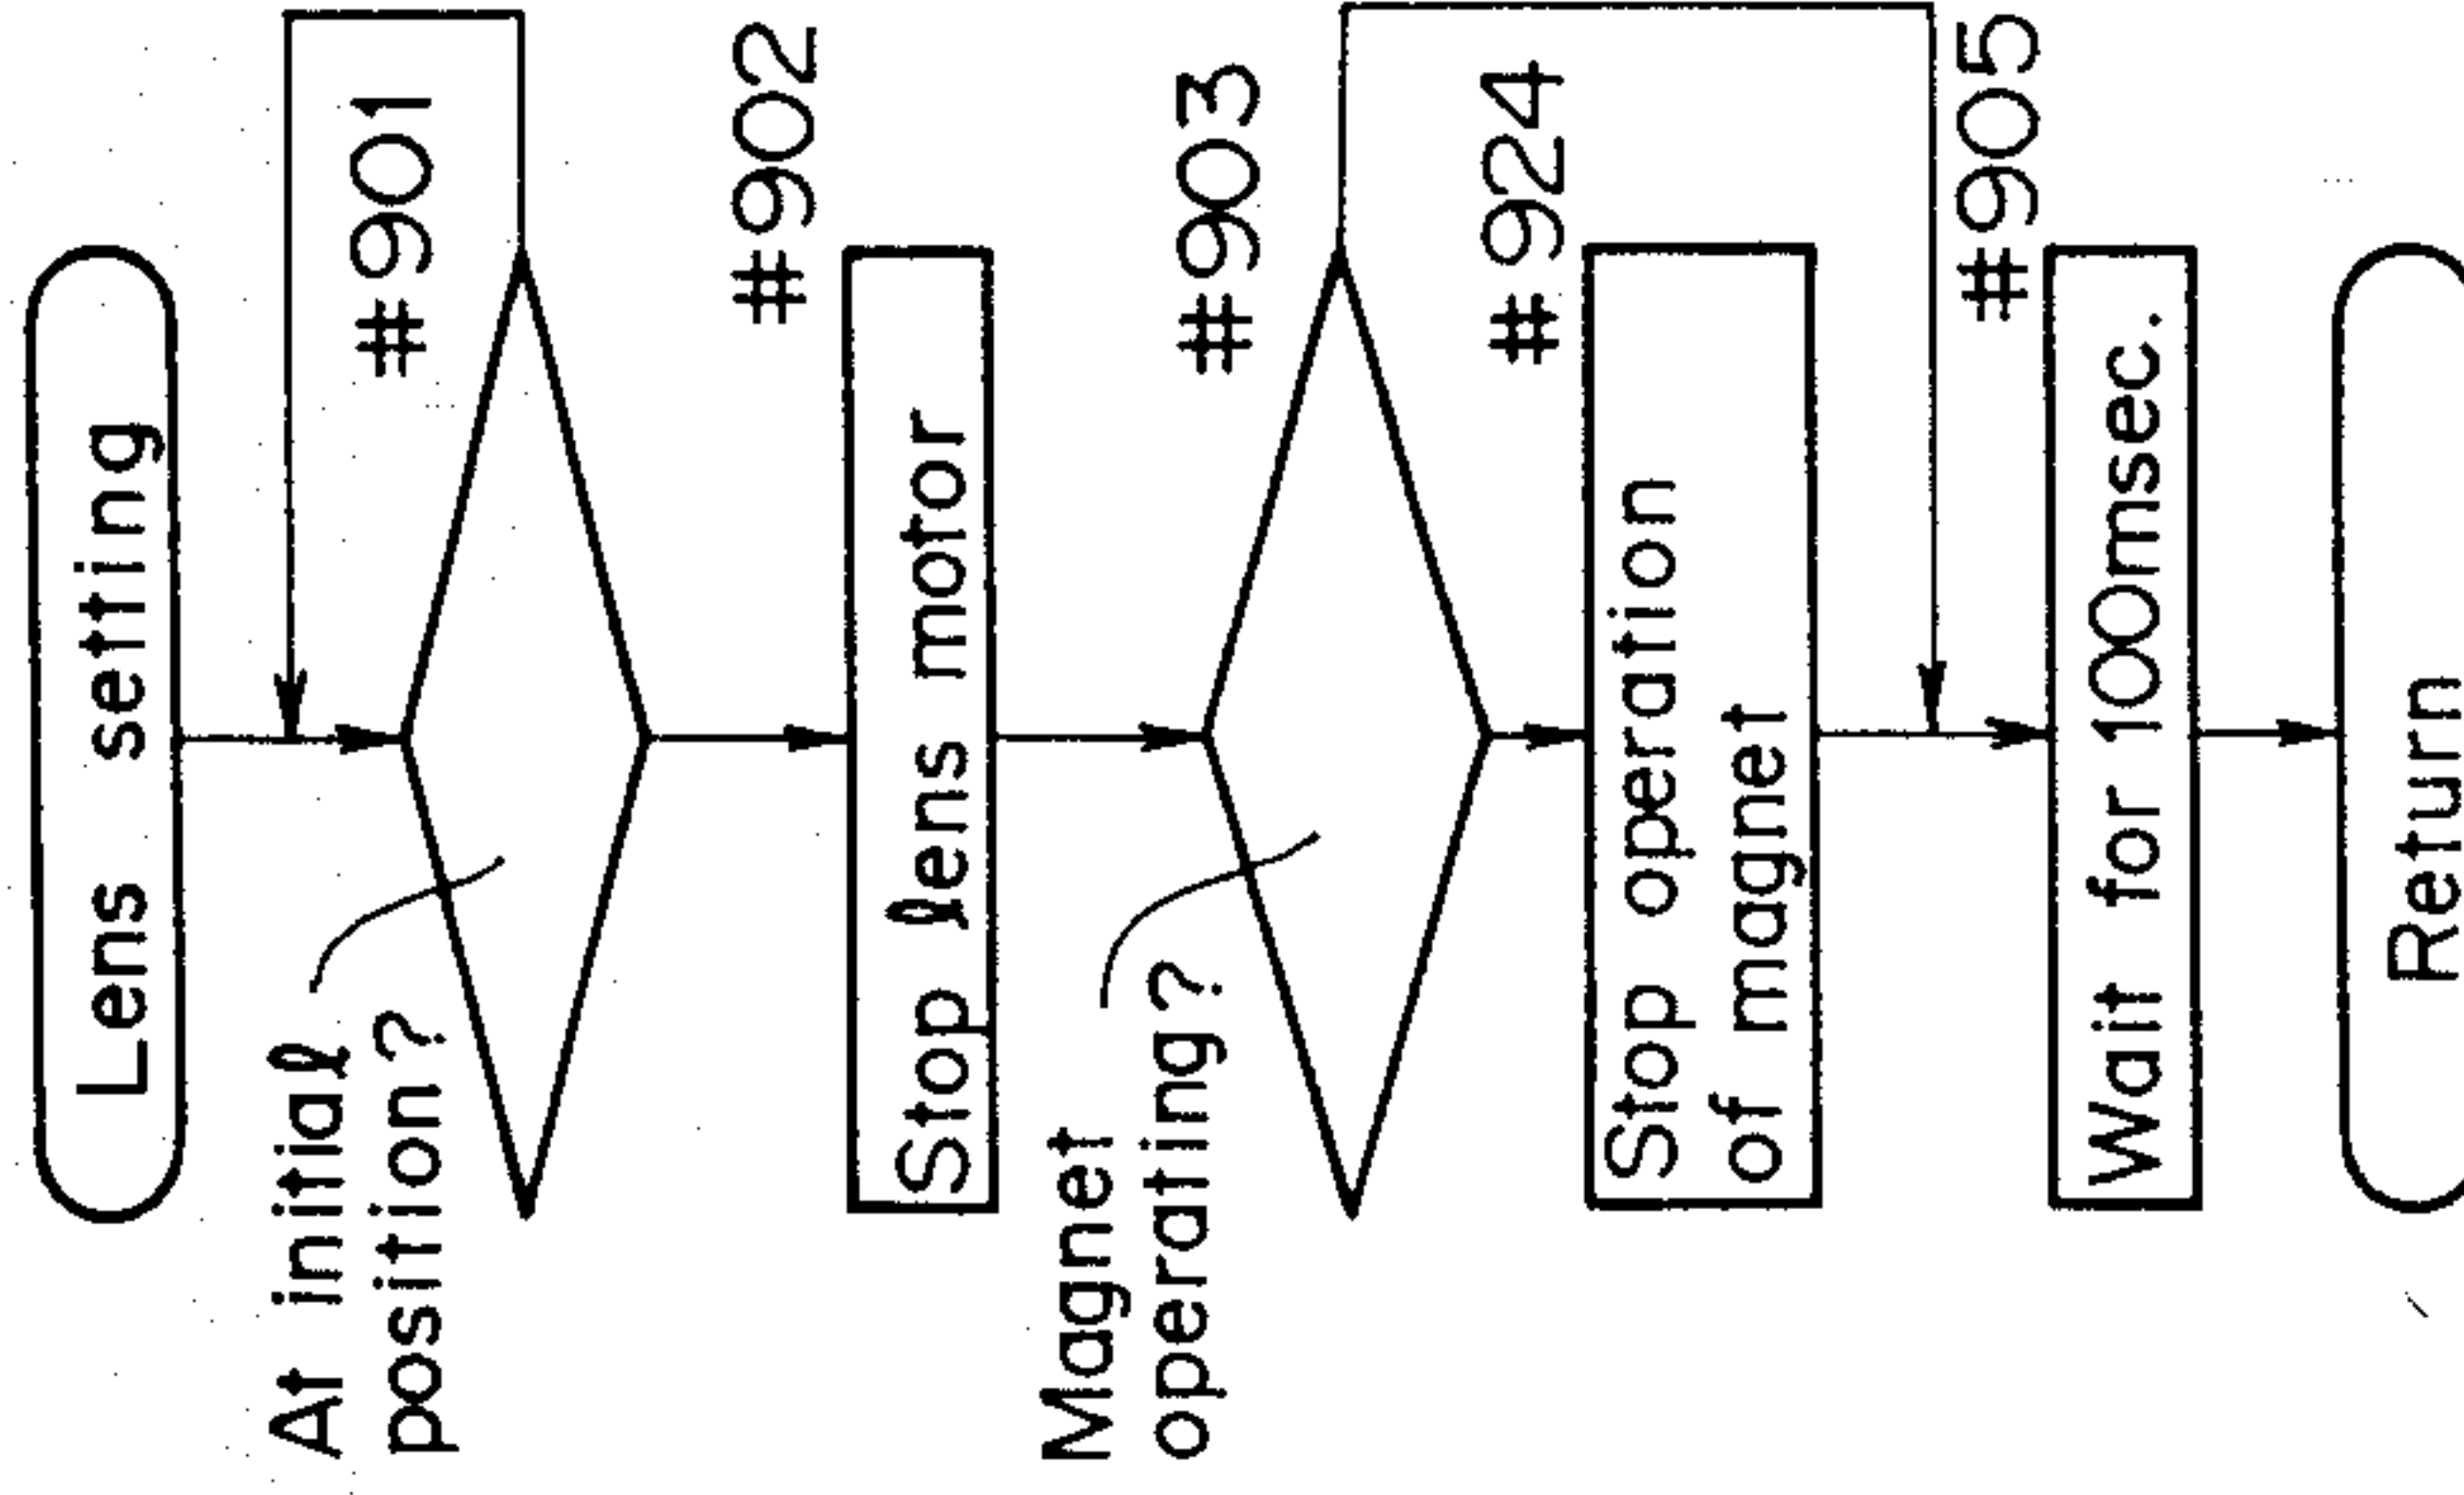 Lens setting
#901
At initial
position?
#902
Stop lens motor
#903
Magnet
operating?
#924
Stop operation
of magnet
#905
Wait for 100msec.
Return